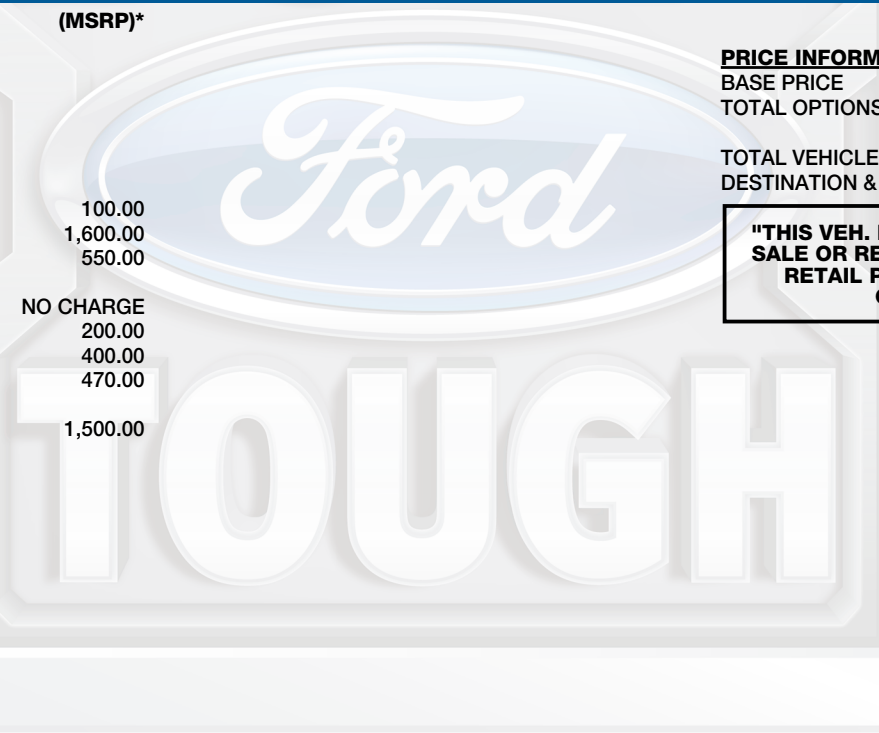 (MSRP)*
100.00
1,600.00
550.00
NO CHARGE
200.00
400.00
470.00
1,500.00
PRICE INFORM
BASE PRICE
TOTAL OPTIONS
TOTAL VEHICLE
DESTINATION &
"THIS VEH.
SALE OR RE
RETAIL P
Ford
TOUGH